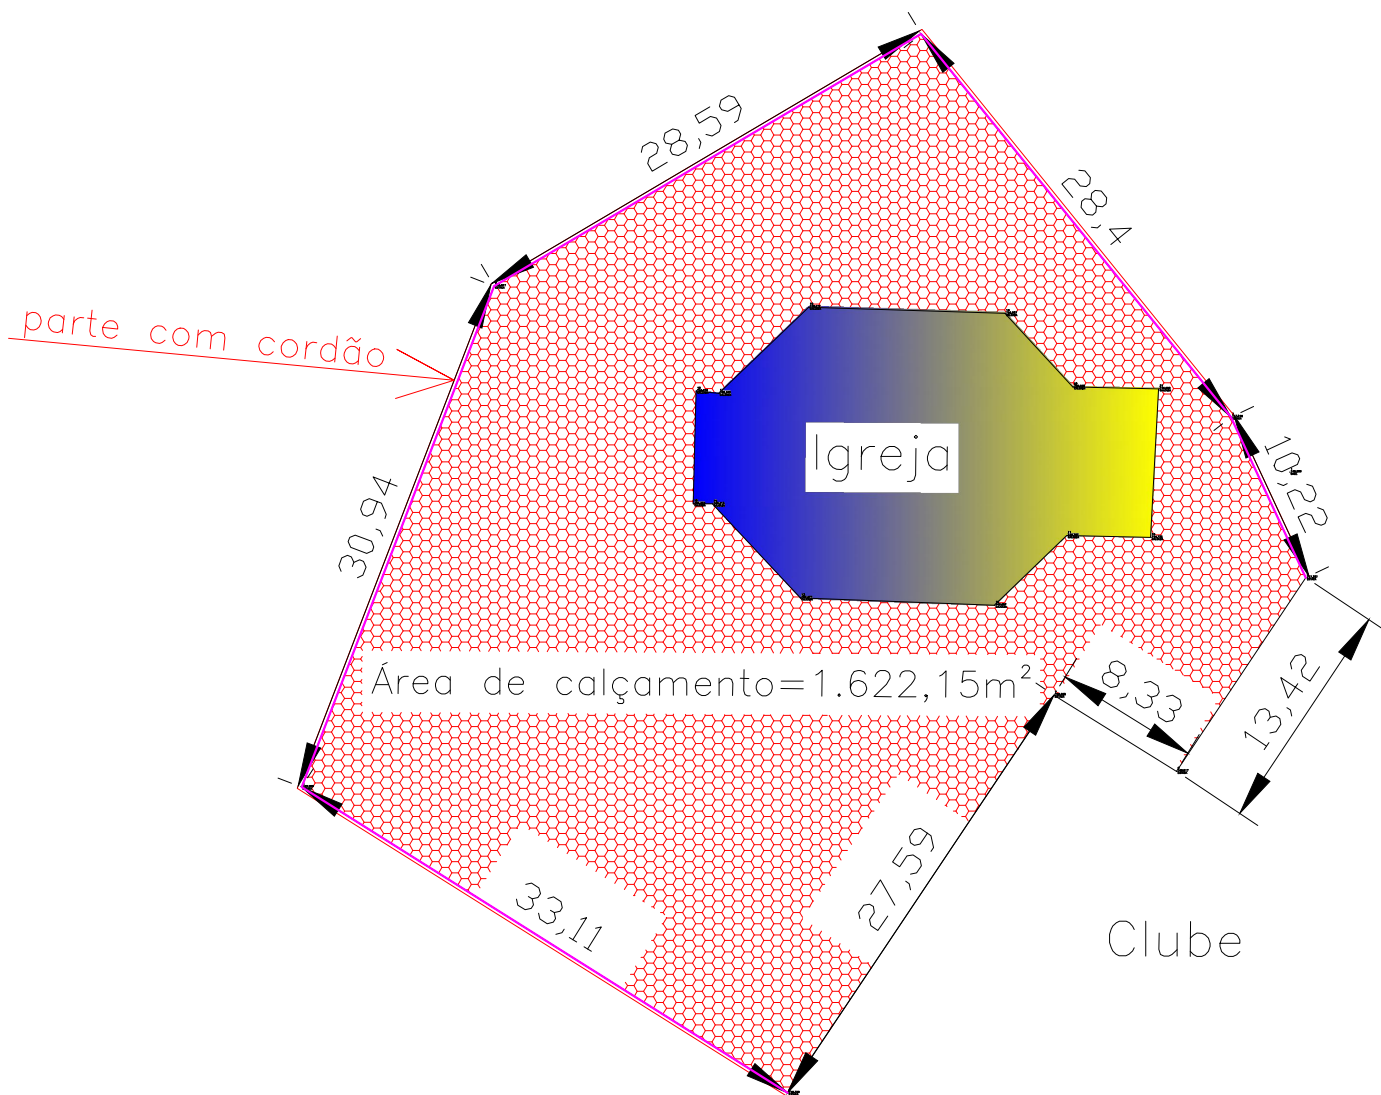 28,59
28,4
parte com cordão
10,22
Igreja
30,94
Área de calçamento=1.622,15m²
8,33
13,42
27,59
33,11
Clube